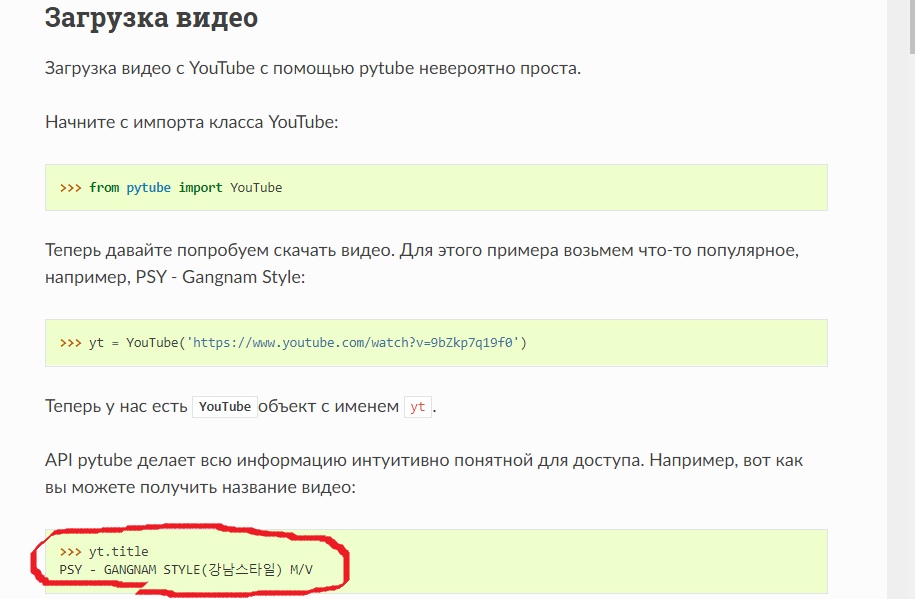 Загрузка видео
Загрузка видео с YouTube с помощью pytube невероятно проста.
Начните с импорта класса YouTube:
>>> from pytube import YouTube
Теперь давайте попробуем скачать видео. Для этого примера возьмем что-то популярное,
например, PSY - Gangnam Style:
>>> yt = YouTube('https://www.youtube.com/watch?v=9bZkp7q19f0')
Теперь у нас есть YouTube объект с именем yt.
API pytube делает всю информацию интуитивно понятной для доступа. Например, вот как
вы можете получить название видео:
>>> yt.title
PSY - GANGNAM STYLE(강남스타일) M/V